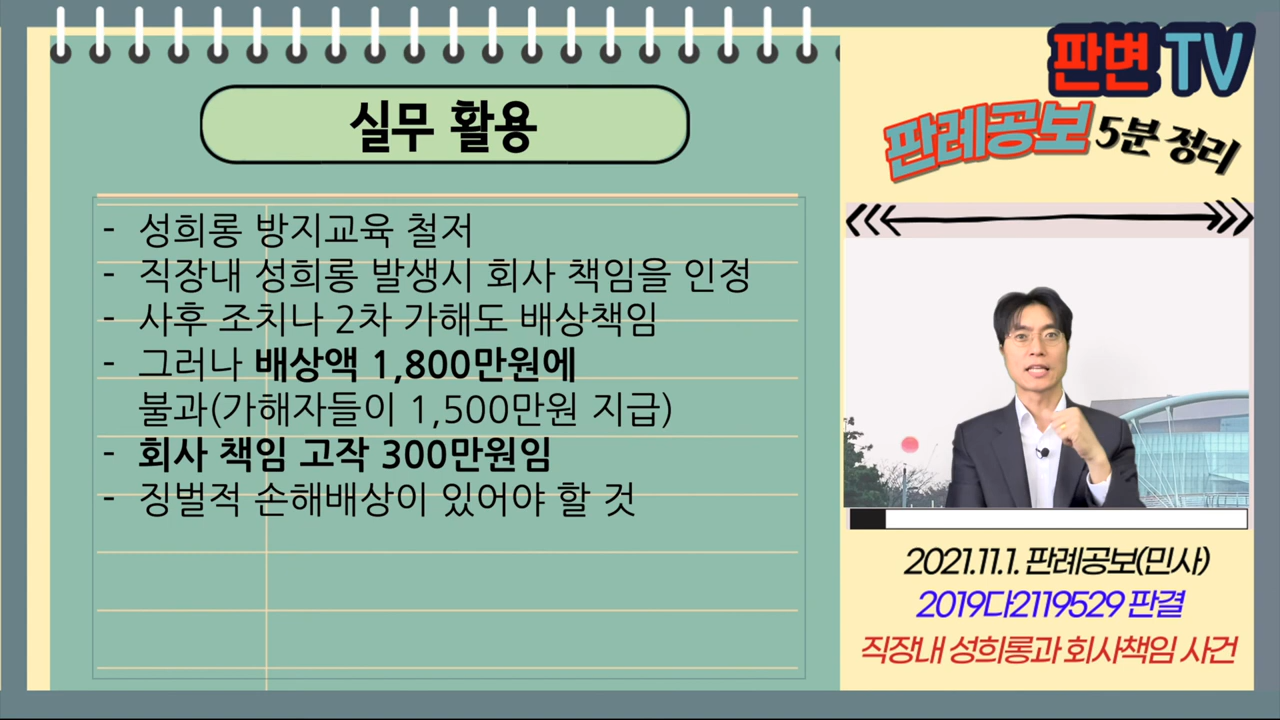 판변 TV
판례공보 5분 정리
실무 활용
- 성희롱 방지교육 철저
- 직장내 성희롱 발생시 회사 책임을 인정
- 사후 조치나 2차 가해도 배상책임
- 그러나 배상액 1,800만원에
불과(가해자들이 1,500만원 지급)
- 회사 책임 고작 300만원임
- 징벌적 손해배상이 있어야 할 것
2021.11.1. 판례공보(민사)
2019다2119529 판결
직장내 성희롱과 회사책임 사건